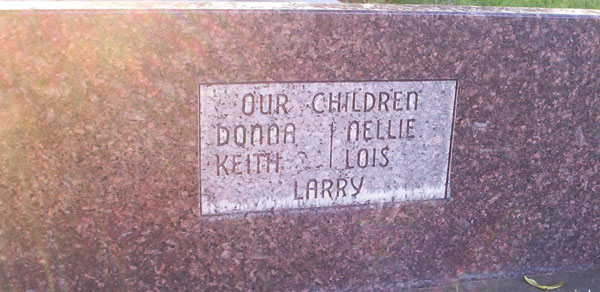 OUR CHILDREN
DONNA NELLIE
KEITH LOIS
LARRY